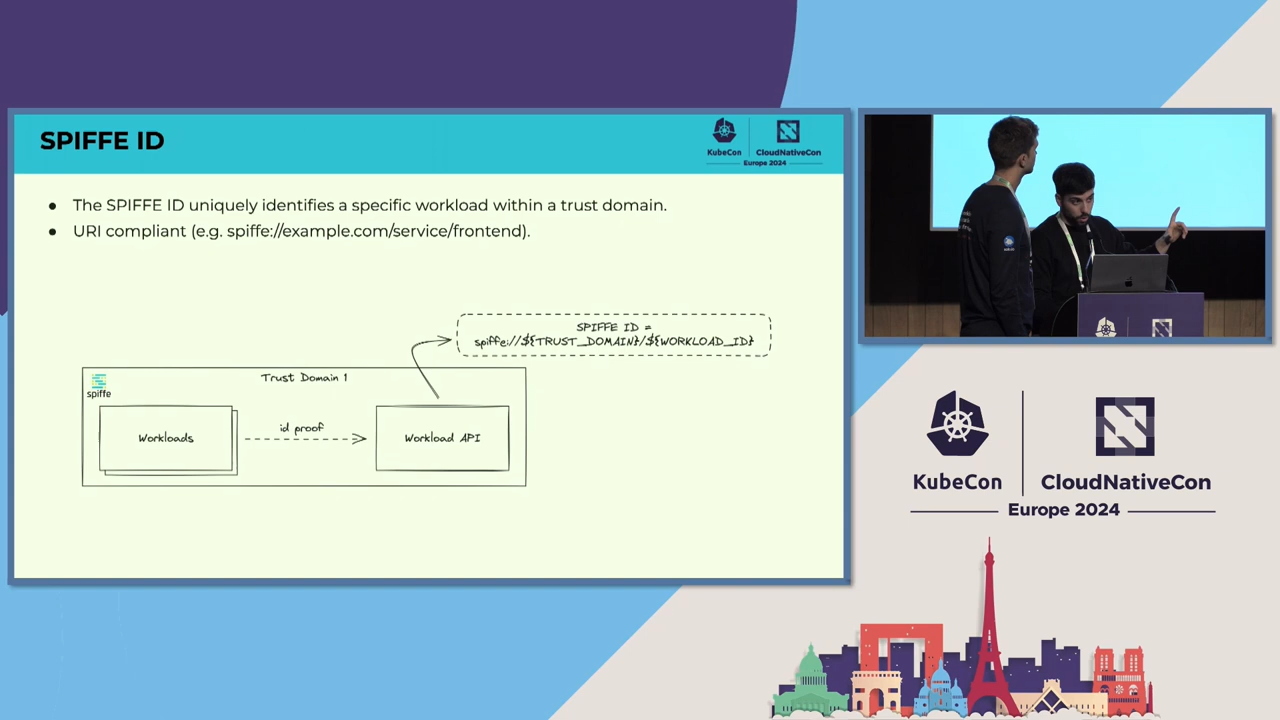 SPIFFE ID
KubeCon
CloudNativeCon
Europe 2024
• The SPIFFE ID uniquely identifies a specific workload within a trust domain.
• URI compliant (e.g. spiffe://example.com/service/frontend).
SPIFFE ID =
spiffe://${TRUST_DOMAIN}/${WORKLOAD_ID}
Trust Domain 1
spiffe
Workloads
id proof
Workload API
KubeCon
CloudNativeCon
Europe 2024